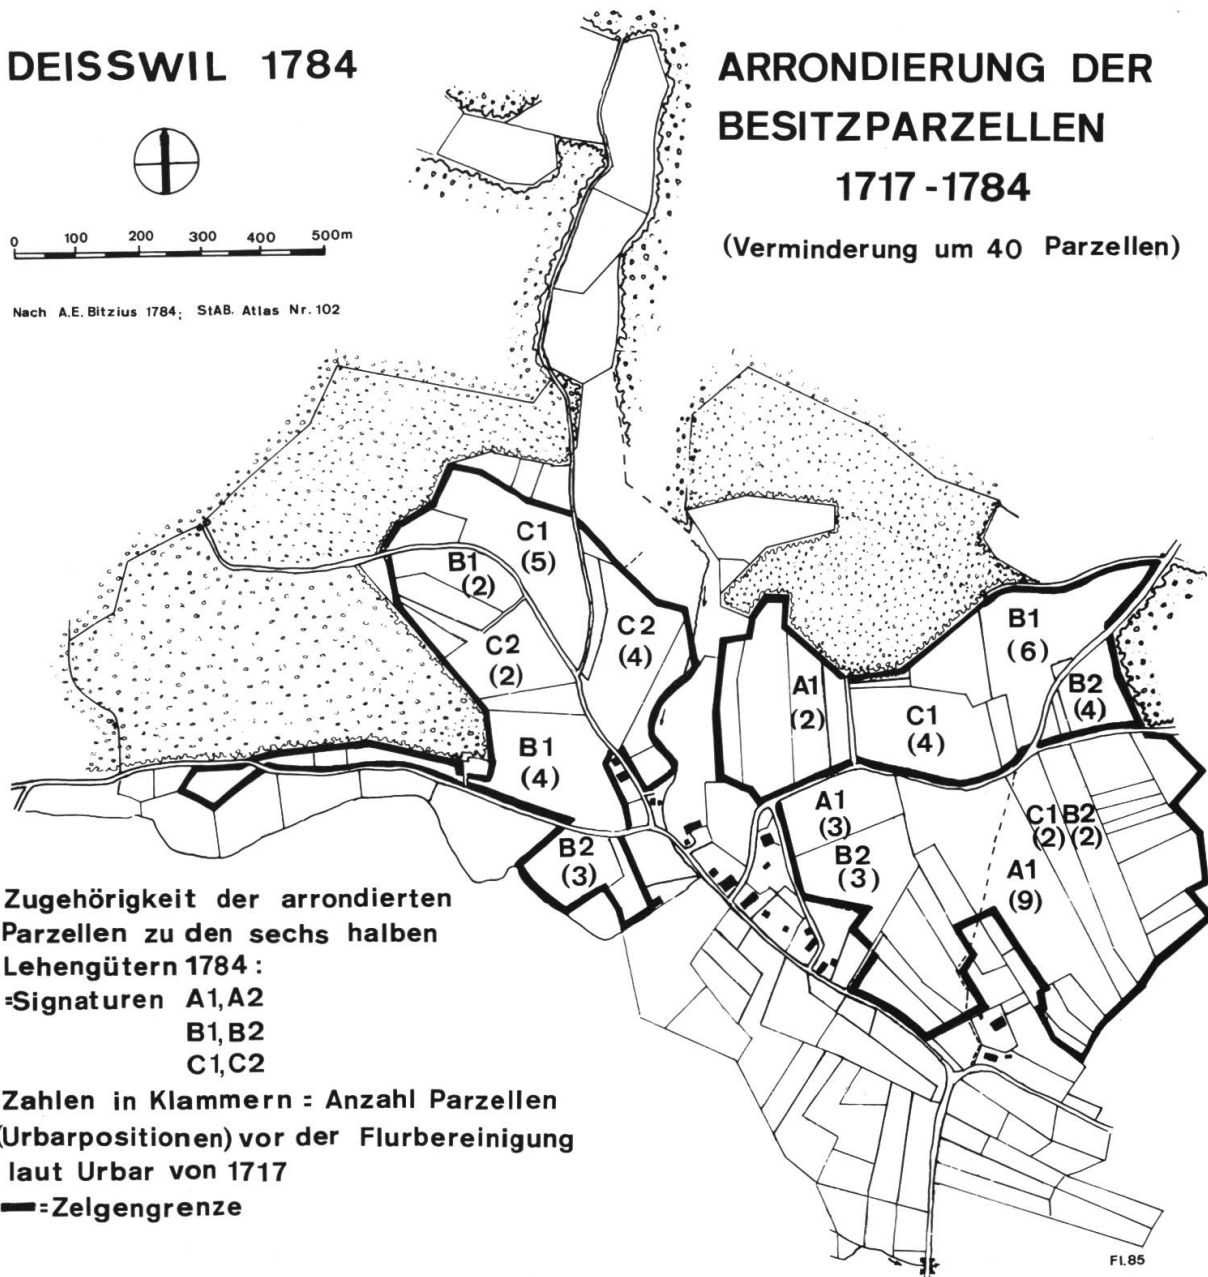 DEISSWIL 1784
ARRONDIERUNG DER
BESITZPARZELLEN
1717-1784
(Verminderung um 40 Parzellen)
0 100 200 300 400 500m
Nach A.E. Bitzius 1784; StAB. Atlas Nr. 102
C1
(5)
B1
(2)
C2
(4)
C2
(2)
B1
(4)
B2
(3)
B1
(6)
B2
(4)
A1
(2)
C1
(4)
A1
(3)
B2
(3)
C1 B2
(2) (2)
A1
(9)
Zugehörigkeit der arrondierten
Parzellen zu den sechs halben
Lehengütern 1784 :
=Signaturen A1, A2
B1, B2
C1, C2
Zahlen in Klammern = Anzahl Parzellen
(Urbarpositionen) vor der Flurbereinigung
laut Urbar von 1717
=Zelgengrenze
Fl. 85